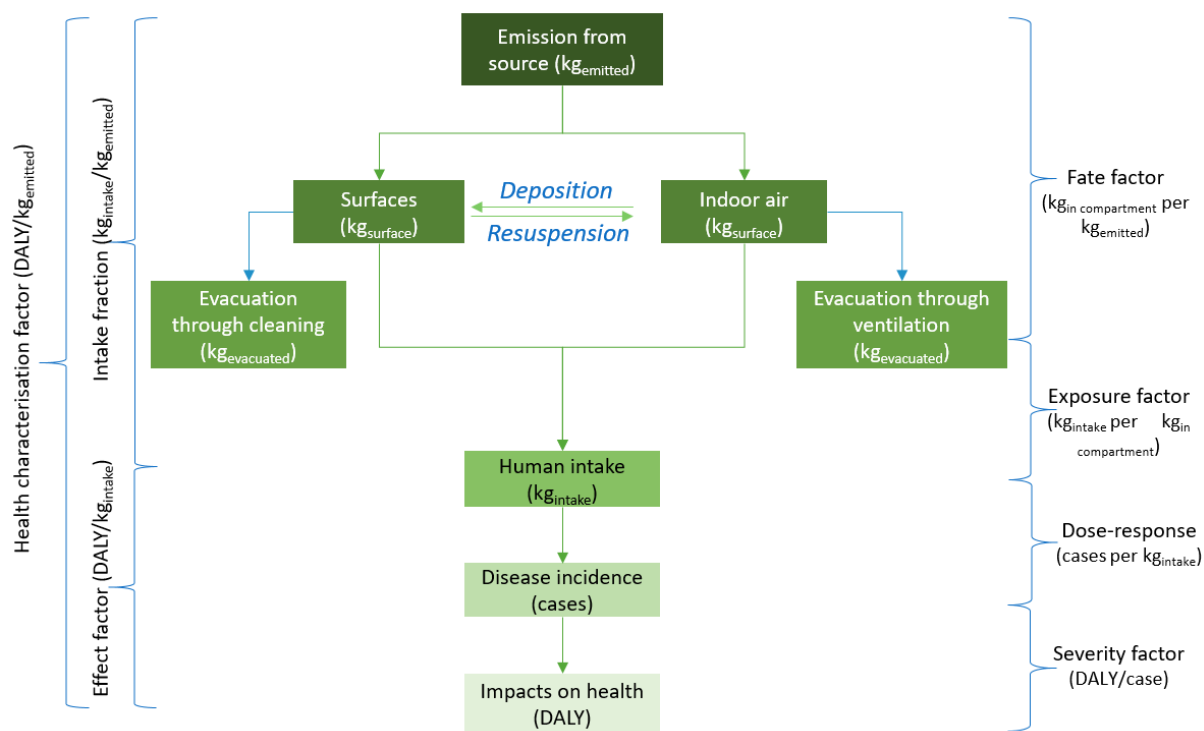 Emission from
source (kgemitted)
Surfaces
(kgsurface)
Deposition
Resuspension
Indoor air
(kgsurface)
Evacuation
through cleaning
(kgevacuated)
Evacuation through
ventilation
(kgevacuated)
Human intake
(kgintake)
Disease incidence
(cases)
Impacts on health
(DALY)
Health characterisation factor (DALY/kgemitted)
Intake fraction (kgintake/kgemitted)
Effect factor (DALY/kgintake)
Fate factor
(kgin compartment per
kgemitted)
Exposure factor
(kgintake per kgin
compartment)
Dose-response
(cases per kgintake)
Severity factor
(DALY/case)